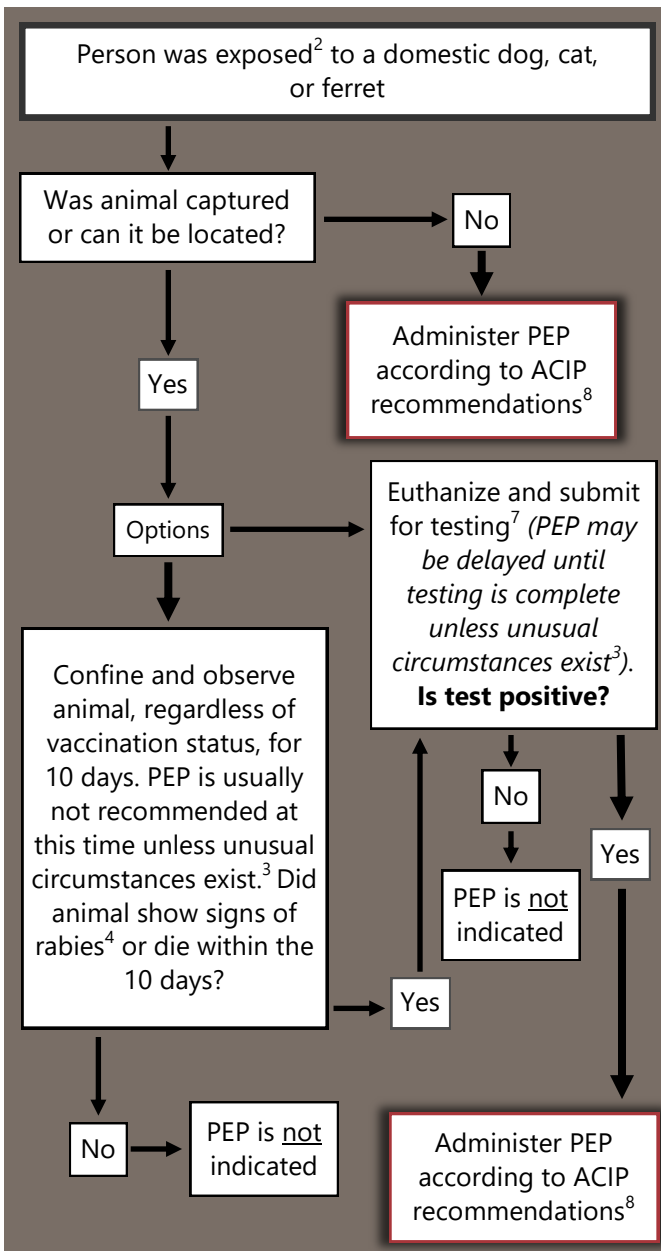 Person was exposed² to a domestic dog, cat,
or ferret
Was animal captured
or can it be located?
No
Administer PEP
according to ACIP
recommendations⁸
Yes
Options
Euthanize and submit
for testing⁷ (PEP may
be delayed until
testing is complete
unless unusual
circumstances exist³).
Is test positive?
Confine and observe
animal, regardless of
vaccination status, for
10 days. PEP is usually
not recommended at
this time unless unusual
circumstances exist.³ Did
animal show signs of
rabies⁴ or die within the
10 days?
No
Yes
PEP is not
indicated
Yes
No
PEP is not
indicated
Administer PEP
according to ACIP
recommendations⁸